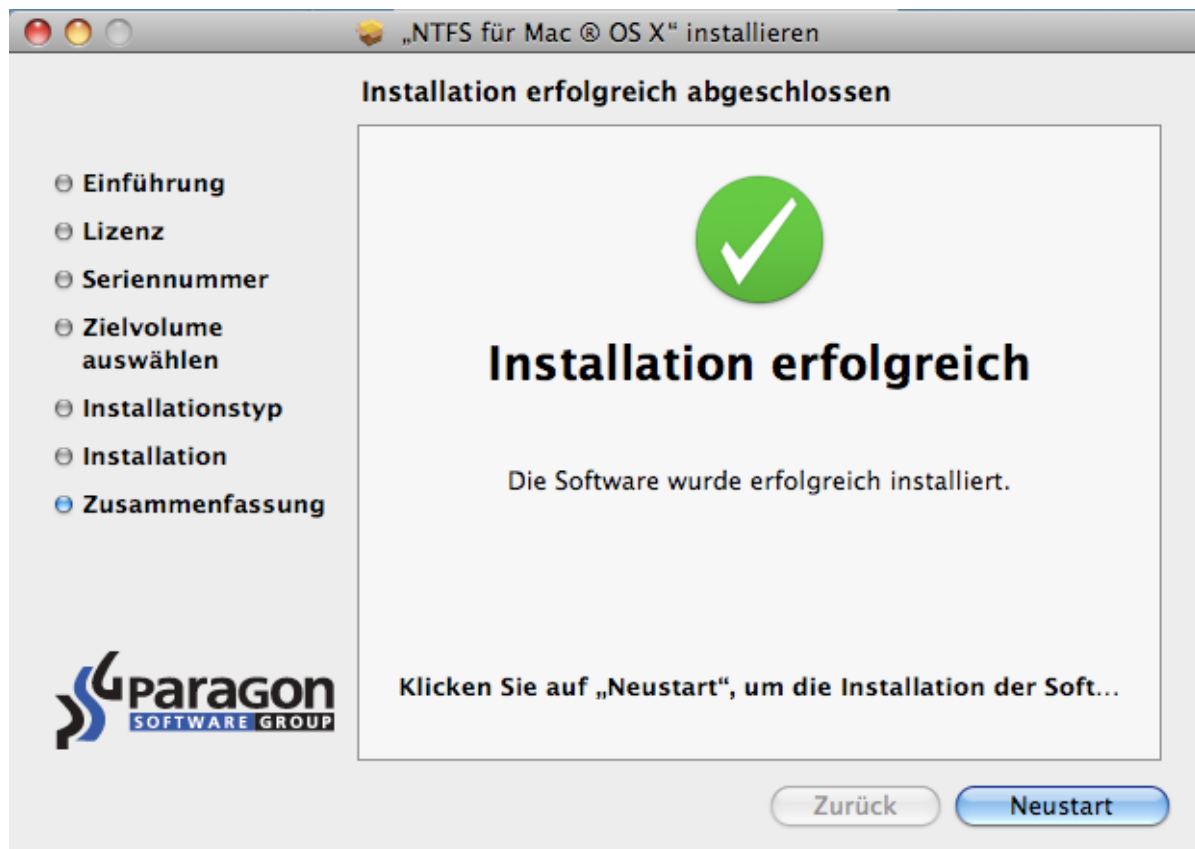 „NTFS für Mac ® OS X“ installieren
Installation erfolgreich abgeschlossen
Einführung
Lizenz
Seriennummer
Zielvolume
auswählen
Installationstyp
Installation
Zusammenfassung
Installation erfolgreich
Die Software wurde erfolgreich installiert.
Klicken Sie auf „Neustart“, um die Installation der Soft...
paragon
SOFTWARE GROUP
Zurück
Neustart